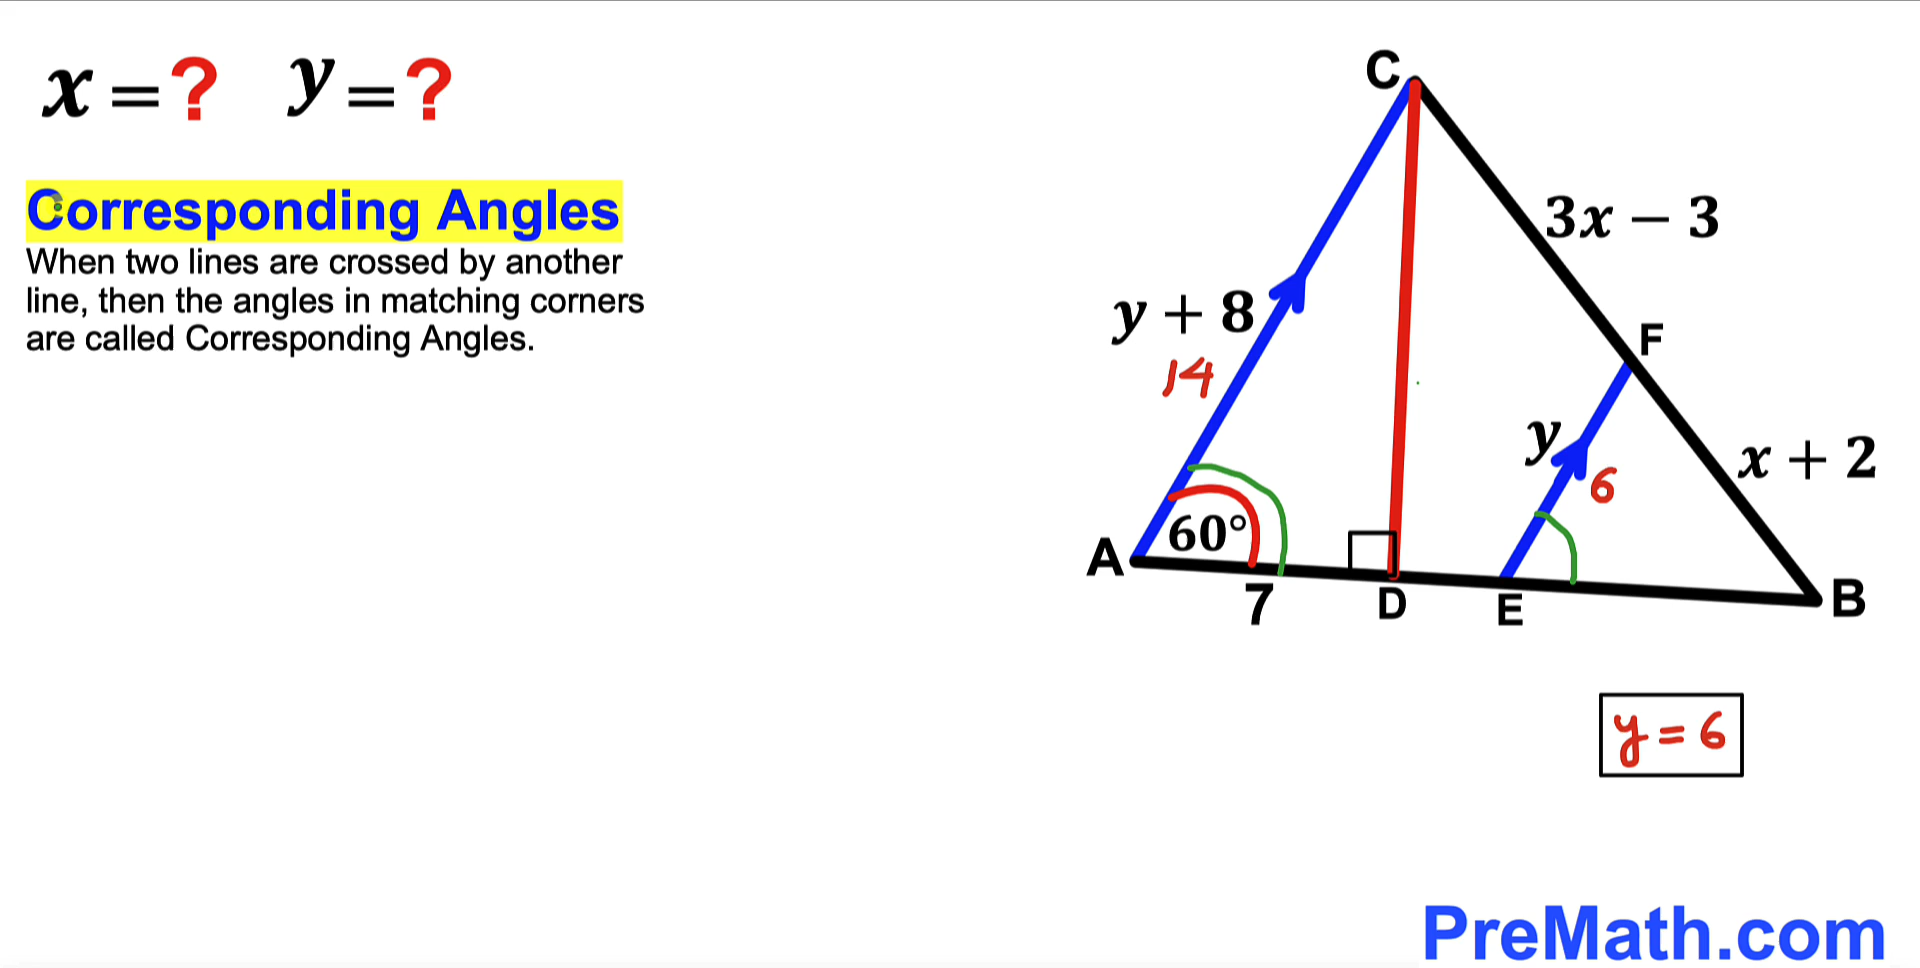 x = ? y = ?
Corresponding Angles
When two lines are crossed by another
line, then the angles in matching corners
are called Corresponding Angles.
C
3x − 3
y + 8
14
F
y
6
x + 2
60°
A
7
D
E
B
y = 6
PreMath.com